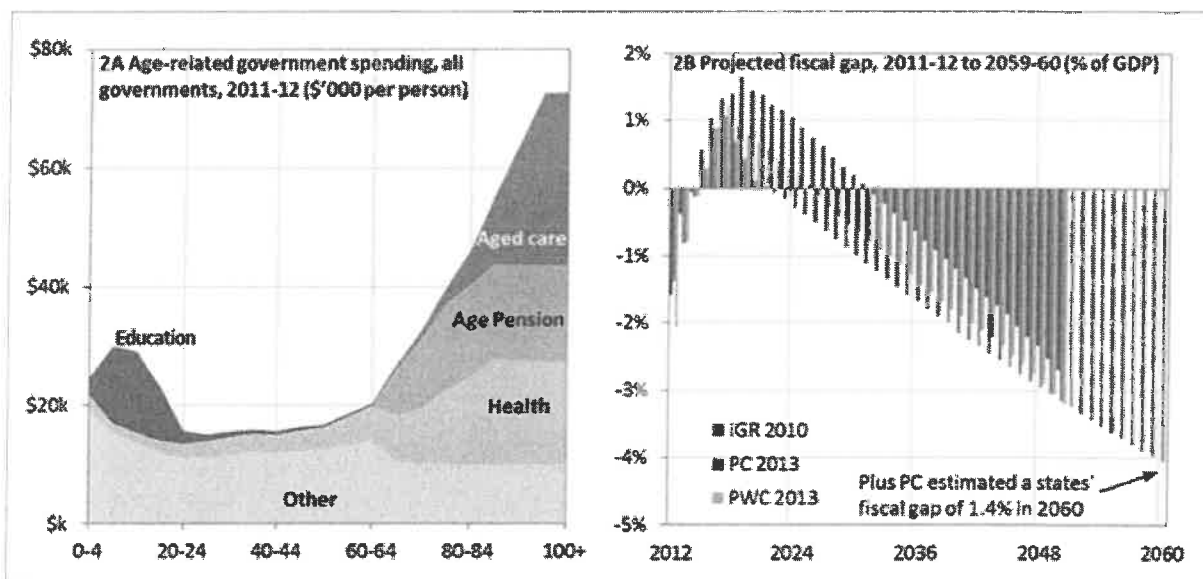 2A Age-related government spending, all
governments, 2011-12 ($'000 per person)
$80k
$60k
$40k
$20k
$k
Education
Aged care
Age Pension
Health
Other
0-4
20-24
40-44
60-64
80-84
100+
2B Projected fiscal gap, 2011-12 to 2059-60 (% of GDP)
2%
1%
0%
-1%
-2%
-3%
-4%
-5%
iGR 2010
PC 2013
PWC 2013
Plus PC estimated a states'
fiscal gap of 1.4% in 2060
2012
2024
2036
2048
2060